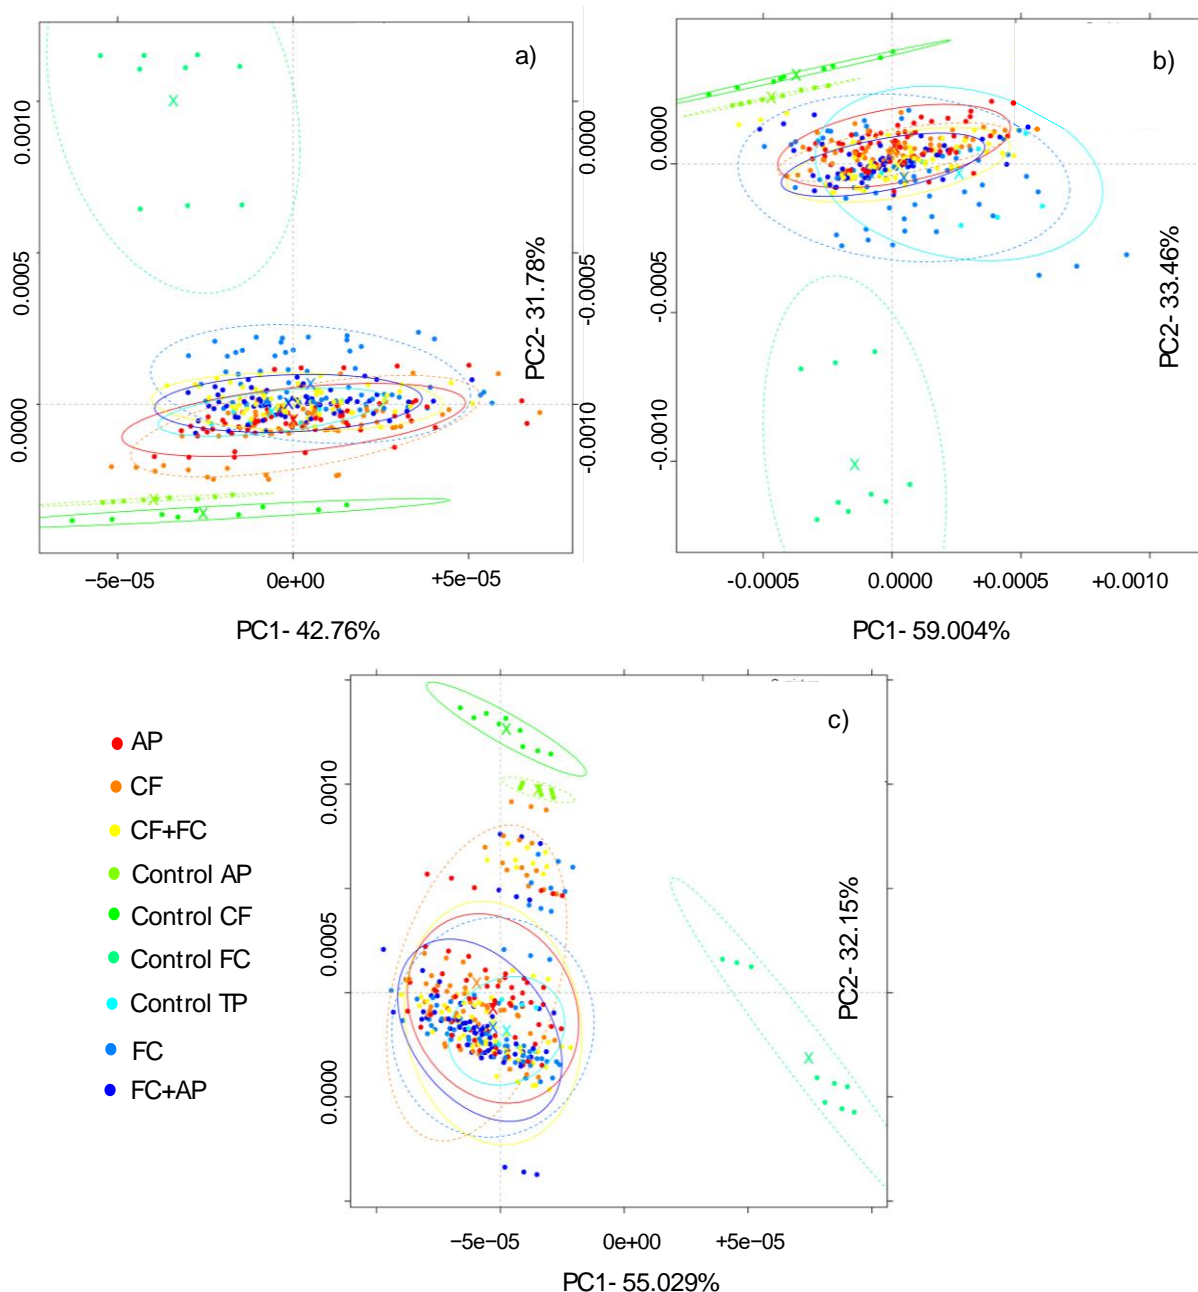 a)
0.0010
0.0005
0.0000
PC2- 31.78%
−5e−05
0e+00
+5e−05
PC1- 42.76%
b)
0.0000
-0.0005
-0.0010
0.0000
-0.0005
-0.0010
PC2- 33.46%
-0.0005
0.0000
+0.0005
+0.0010
PC1- 59.004%
c)
0.0010
0.0005
0.0000
PC2- 32.15%
−5e−05
0e+00
+5e−05
PC1- 55.029%
AP
CF
CF+FC
Control AP
Control CF
Control FC
Control TP
FC
FC+AP